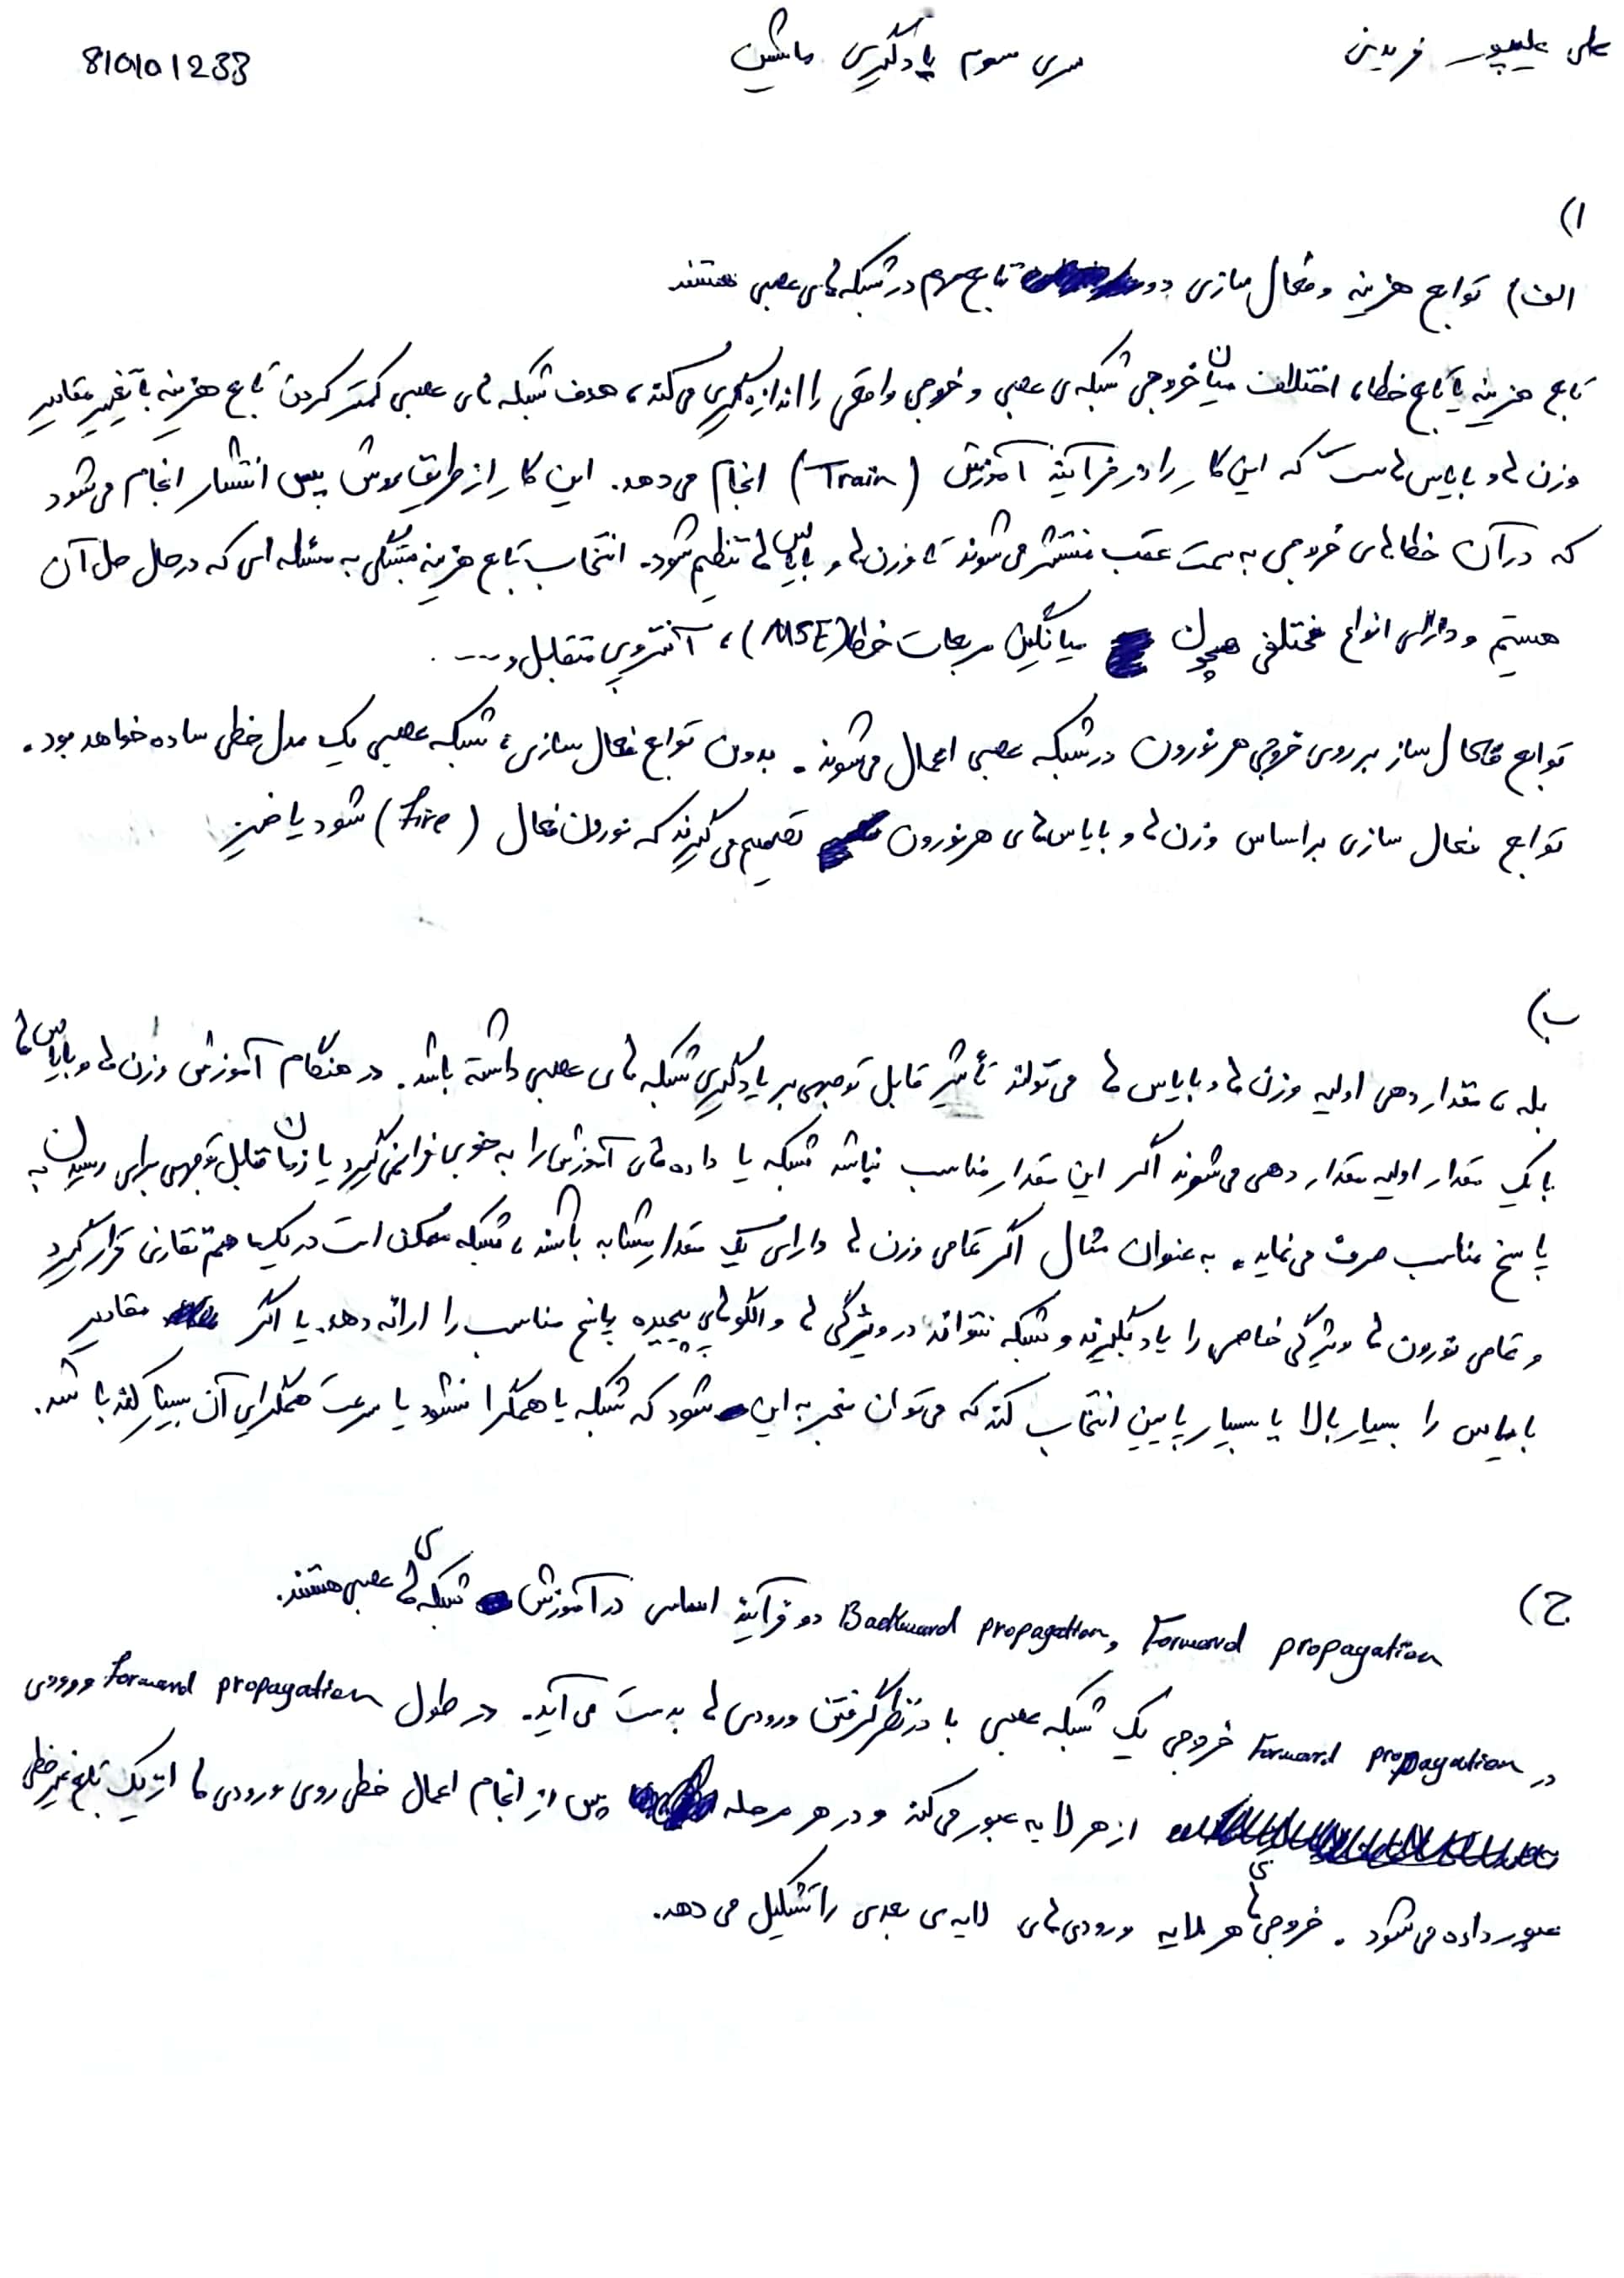 علی علیپور فریدنی
سری سوم یادگیری ماشین
810101233
۱)
الف) توابع هزینه و فعال سازی دو تابع مهم در شبکه های عصبی هستند
تابع هزینه یا تابع خطا، اختلاف میان خروجی شبکه ی عصبی و خروجی واقعی را اندازه گیری می کند، هدف شبکه های عصبی کمتر کردن تابع هزینه با تغییر مقادیر
وزن ها و بایاس هاست که این کار را در فرآیند آموزش (Train) انجام می دهد. این کار از طریق روش پس انتشار انجام می شود
که در آن خطاهای خروجی به سمت عقب منتشر می شوند تا وزن ها و بایاس ها تنظیم شود. انتخاب تابع هزینه بستگی به مسئله ای که در حال حل آن
هستیم و دارای انواع مختلفی همچون میانگین مربعات خطا (MSE)، آنتروپی متقابل و ....
توابع فعال ساز بر روی خروجی هر نورون در شبکه عصبی اعمال می شوند. بدون توابع فعال سازی، شبکه عصبی یک مدل خطی ساده خواهد بود.
توابع فعال سازی براساس وزن ها و بایاس های هر نورون تصمیم می گیرند که نورون فعال (Fire) شود یا خیر
ب)
بله، مقدار دهی اولیه وزن ها و بایاس ها می تواند تأثیر قابل توجهی بر یادگیری شبکه های عصبی داشته باشد. در هنگام آموزش وزن ها و بایاس ها
با یک مقدار اولیه مقدار دهی می شوند اگر این مقدار مناسب نباشد شبکه یا داده های آموزش را به خوبی فرا نمی گیرد یا زمان قابل توجهی برای رسیدن به
پاسخ مناسب صرف می نماید. به عنوان مثال اگر تمامی وزن ها دارای یک مقدار مشابه باشند، شبکه ممکن است در یک تقارن قرار گیرد
و تمامی نورون ها ویژگی خاصی را یاد بگیرند و شبکه نتواند در ویژگی ها و الگوهای پیچیده پاسخ مناسب را ارائه دهد. یا اگر مقادیر
بایاس را بسیار بالا یا بسیار پایین انتخاب کند که می توان منجر به این شود که شبکه یا همگرا نشود یا سرعت همگرایی آن بسیار کند باشد.
ج)
Forward propagation و Backward propagation دو فرآیند اساسی در آموزش شبکه های عصبی هستند.
در Forward propagation خروجی یک شبکه عصبی با در نظر گرفتن ورودی ها بدست می آید. در طول Forward propagation ورودی
از هر لایه عبور می کند و در هر مرحله پس از انجام اعمال خطی روی ورودی ها از یک تابع غیر خطی
عبور داده می شود. خروجی های هر لایه ورودی های لایه ی بعدی را تشکیل می دهد.